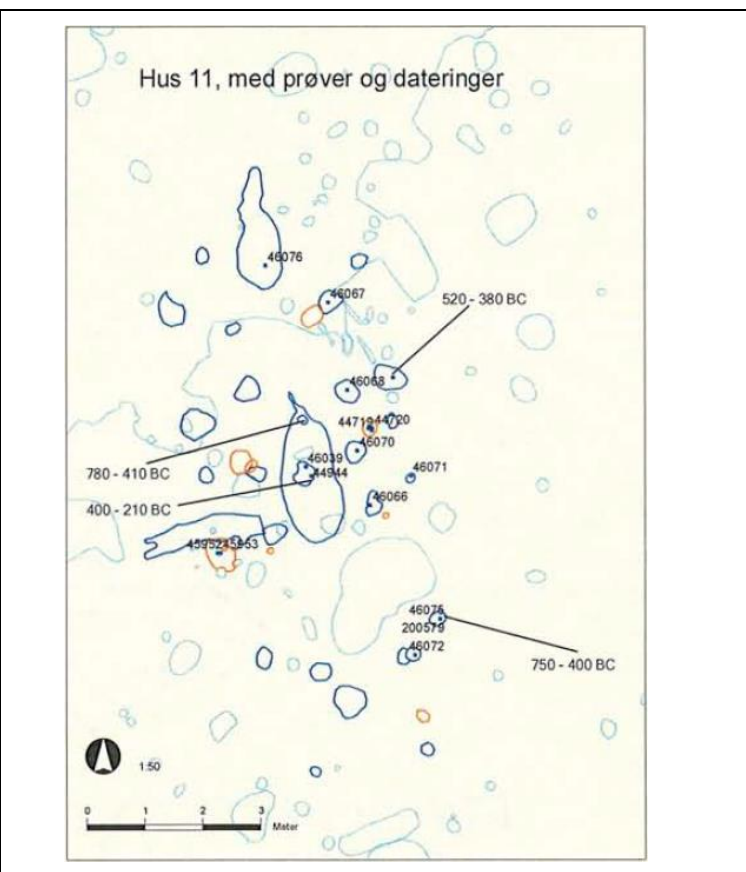 Hus 11, med prøver og dateringer
46076
46067
520 - 380 BC
46068
44719 44720
46070
46039
46071
780 - 410 BC
44944
400 - 210 BC
46066
4595245953
46075
200579
46072
750 - 400 BC
1:50
0 1 2 3
Meter